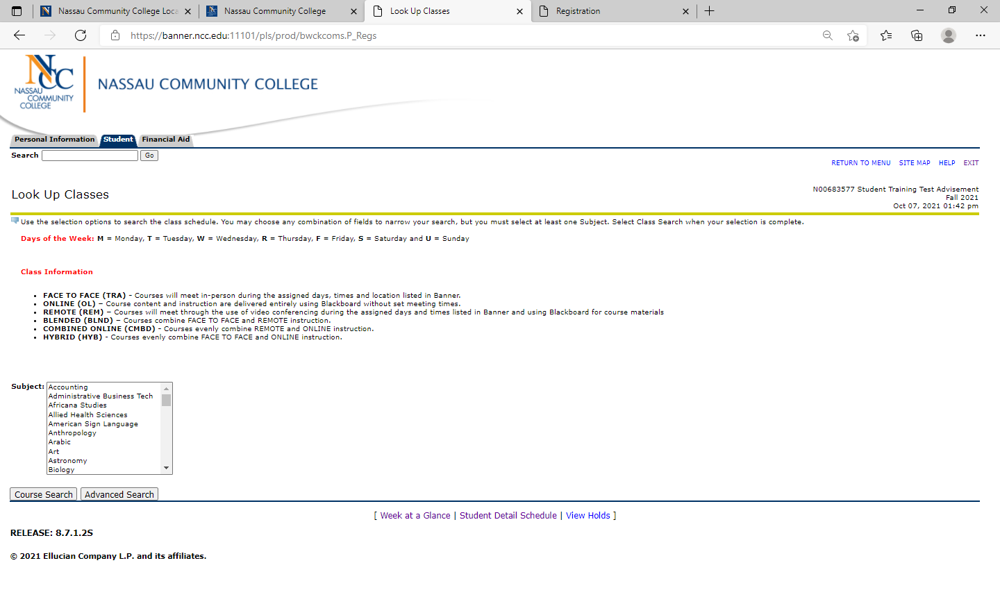 Nassau Community College Loca
Nassau Community College
Look Up Classes
Registration
https://banner.ncc.edu:11101/pls/prod/bwckcoms.P_Regs
NCC
NASSAU
COMMUNITY
COLLEGE
NASSAU COMMUNITY COLLEGE
Personal Information Student Financial Aid
Search Go
RETURN TO MENU SITE MAP HELP EXIT
Look Up Classes
N00683577 Student Training Test Advisement
Fall 2021
Oct 07, 2021 01:42 pm
Use the selection options to search the class schedule. You may choose any combination of fields to narrow your search, but you must select at least one Subject. Select Class Search when your selection is complete.
Days of the Week: M = Monday, T = Tuesday, W = Wednesday, R = Thursday, F = Friday, S = Saturday and U = Sunday
Class Information
• FACE TO FACE (TRA) - Courses will meet in-person during the assigned days, times and location listed in Banner.
• ONLINE (OL) – Course content and instruction are delivered entirely using Blackboard without set meeting times.
• REMOTE (REM) – Courses will meet through the use of video conferencing during the assigned days and times listed in Banner and using Blackboard for course materials
• BLENDED (BLND) – Courses combine FACE TO FACE and REMOTE instruction.
• COMBINED ONLINE (CMBD) - Courses evenly combine REMOTE and ONLINE instruction.
• HYBRID (HYB) - Courses evenly combine FACE TO FACE and ONLINE instruction.
Subject: Accounting
Administrative Business Tech
Africana Studies
Allied Health Sciences
American Sign Language
Anthropology
Arabic
Art
Astronomy
Biology
Course Search Advanced Search
[ Week at a Glance | Student Detail Schedule | View Holds ]
RELEASE: 8.7.1.2S
© 2021 Ellucian Company L.P. and its affiliates.